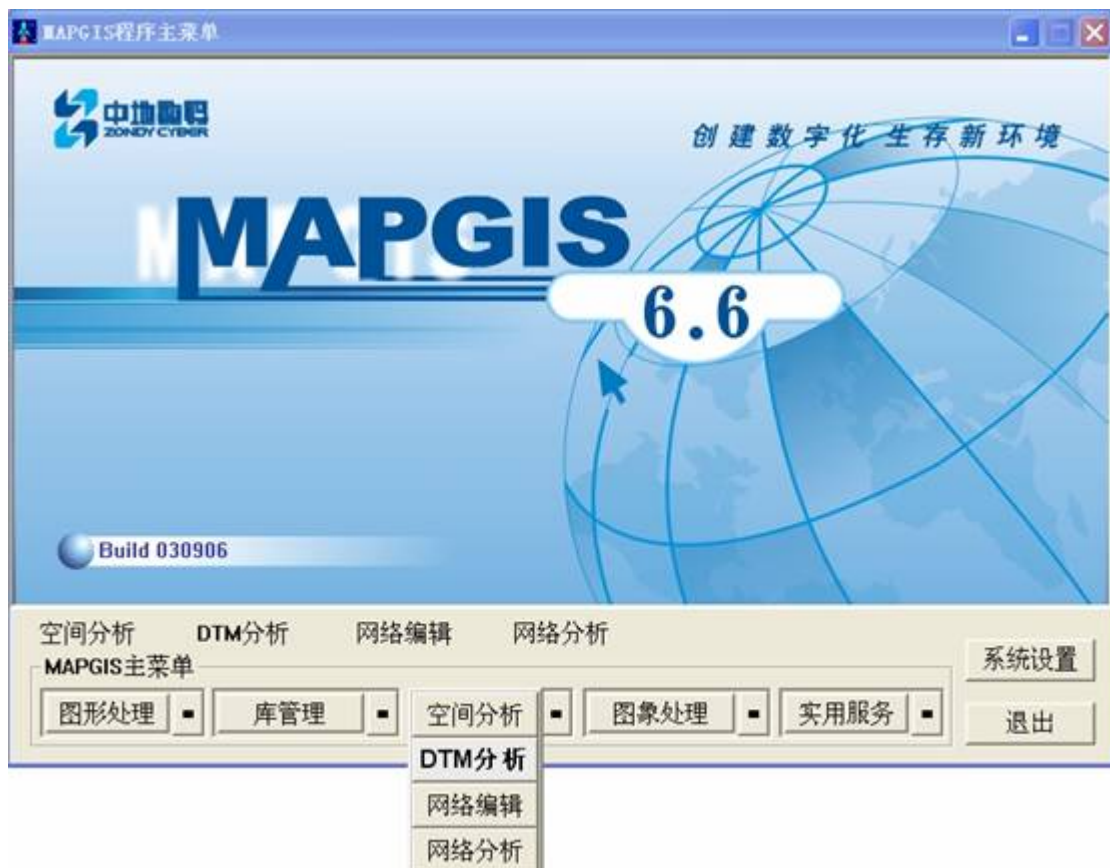 MAPGIS程序主菜单
中地数码
ZONDY CYBER
创建数字化生存新环境
MAPGIS
6.6
Build 030906
空间分析 DTM分析 网络编辑 网络分析
MAPGIS主菜单
系统设置
图形处理 库管理 空间分析 图象处理 实用服务
退出
DTM分析
网络编辑
网络分析